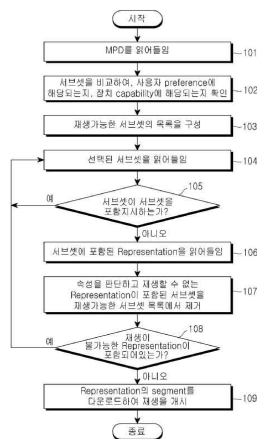 시작
MPD를 읽어들임
101
서브셋을 비교하여, 사용자 preference에
해당되는지, 장치 capability에 해당되는지 확인
102
재생가능한 서브셋의 목록을 구성
103
선택된 서브셋을 읽어들임
104
105
예
서브셋이 서브셋을
포함지시하는가?
아니오
서브셋에 포함된 Representation을 읽어들임
106
속성을 판단하고 재생할 수 없는
Representation이 포함된 서브셋을
재생가능한 서브셋 목록에서 제거
107
108
예
재생이
불가능한 Representation이
포함되어있는가?
아니오
Representation의 segment를
다운로드하여 재생을 개시
109
종료